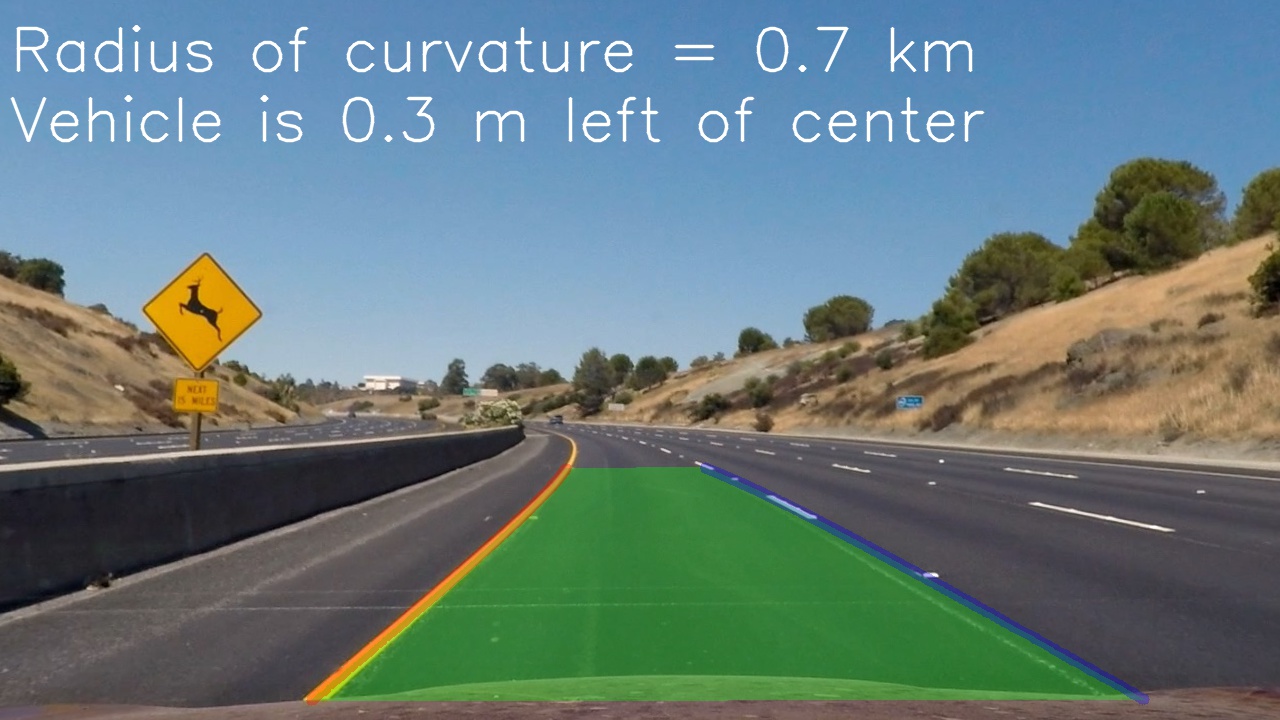 Radius of curvature = 0.7 km
Vehicle is 0.3 m left of center
NEXT
15 MILES